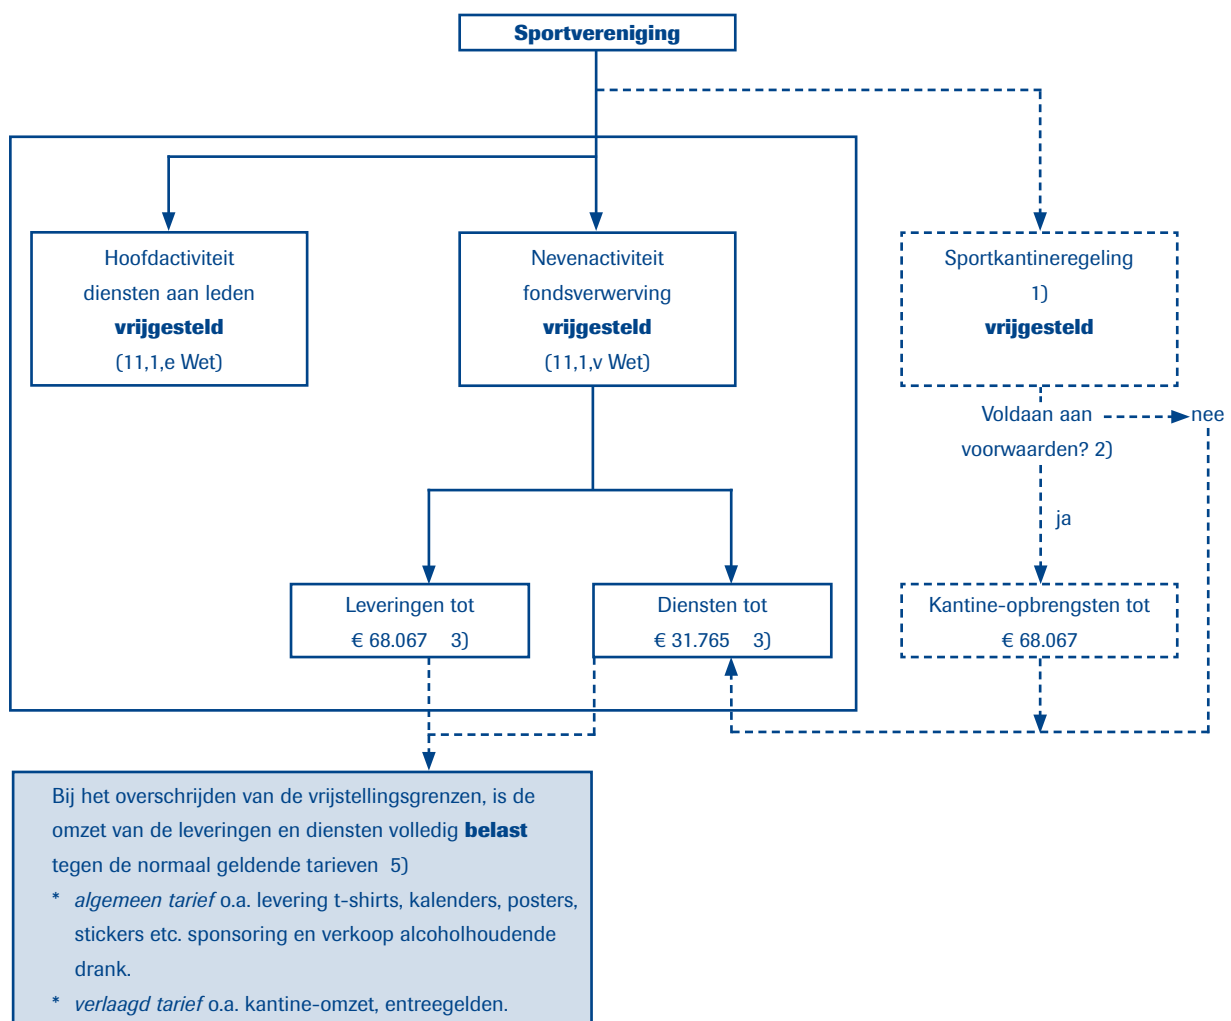 Sportvereniging
Hoofdactiviteit
diensten aan leden
vrijgesteld
(11,1,e Wet)
Nevenactiviteit
fondsverwerving
vrijgesteld
(11,1,v Wet)
Sportkantineregeling
1)
vrijgesteld
Voldaan aan
voorwaarden? 2)
nee
ja
Leveringen tot
€ 68.067 3)
Diensten tot
€ 31.765 3)
Kantine-opbrengsten tot
€ 68.067
Bij het overschrijden van de vrijstellingsgrenzen, is de
omzet van de leveringen en diensten volledig belast
tegen de normaal geldende tarieven 5)
* algemeen tarief o.a. levering t-shirts, kalenders, posters,
stickers etc. sponsoring en verkoop alcoholhoudende
drank.
* verlaagd tarief o.a. kantine-omzet, entreegelden.